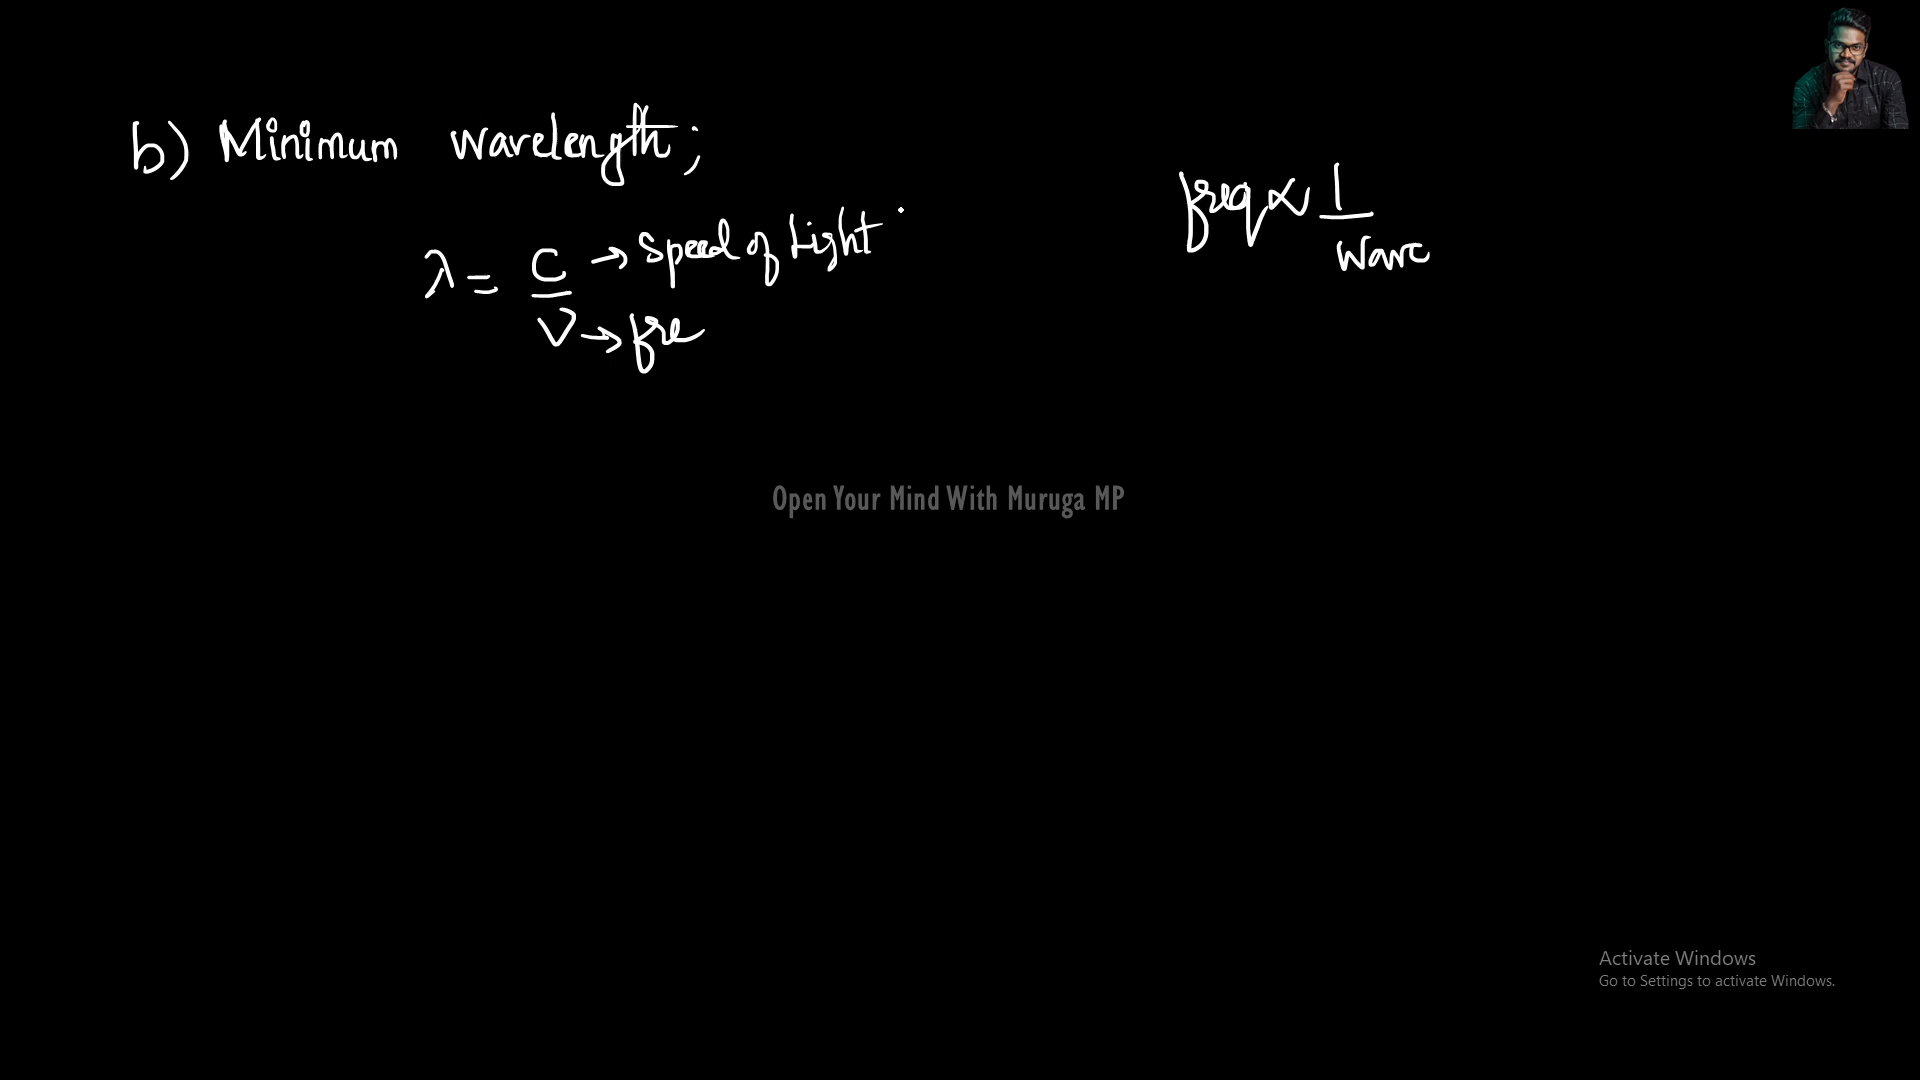 b) Minimum wavelength;
freq ∝ 1/wave
λ = C/ν
→ Speed of Light
→ fre
Open Your Mind With Muruga MP
Activate Windows
Go to Settings to activate Windows.